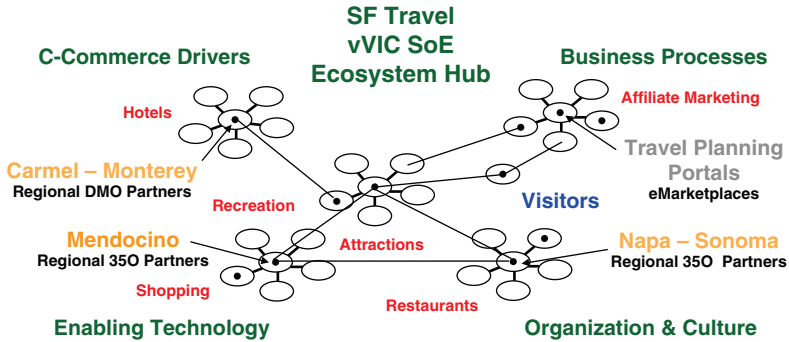 SF Travel
vVIC SoE
Ecosystem Hub
C-Commerce Drivers
Business Processes
Hotels
Affiliate Marketing
Carmel – Monterey
Regional DMO Partners
Travel Planning
Portals
eMarketplaces
Recreation
Visitors
Mendocino
Regional 35O Partners
Attractions
Napa – Sonoma
Regional 35O Partners
Shopping
Restaurants
Enabling Technology
Organization & Culture